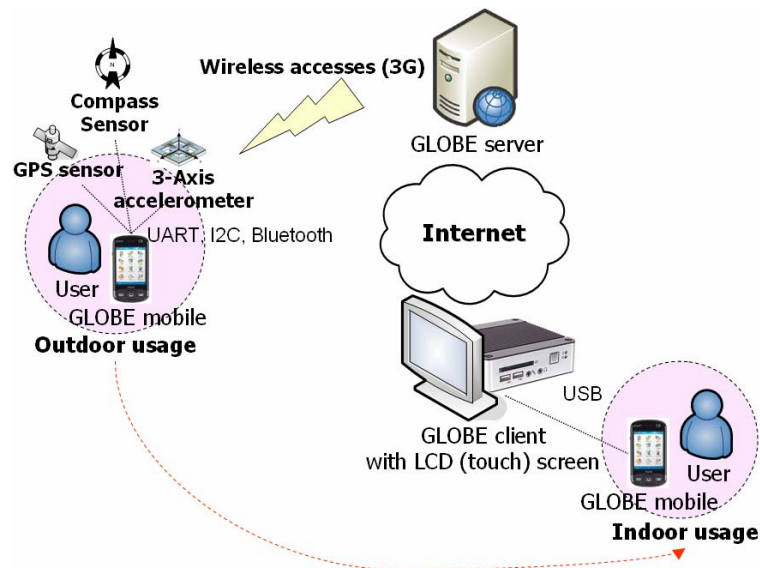 Wireless accesses (3G)
Compass
Sensor
N
GPS sensor
3-Axis
accelerometer
UART, I2C, Bluetooth
User
GLOBE mobile
Outdoor usage
GLOBE server
Internet
USB
GLOBE client
with LCD (touch) screen
User
GLOBE mobile
Indoor usage